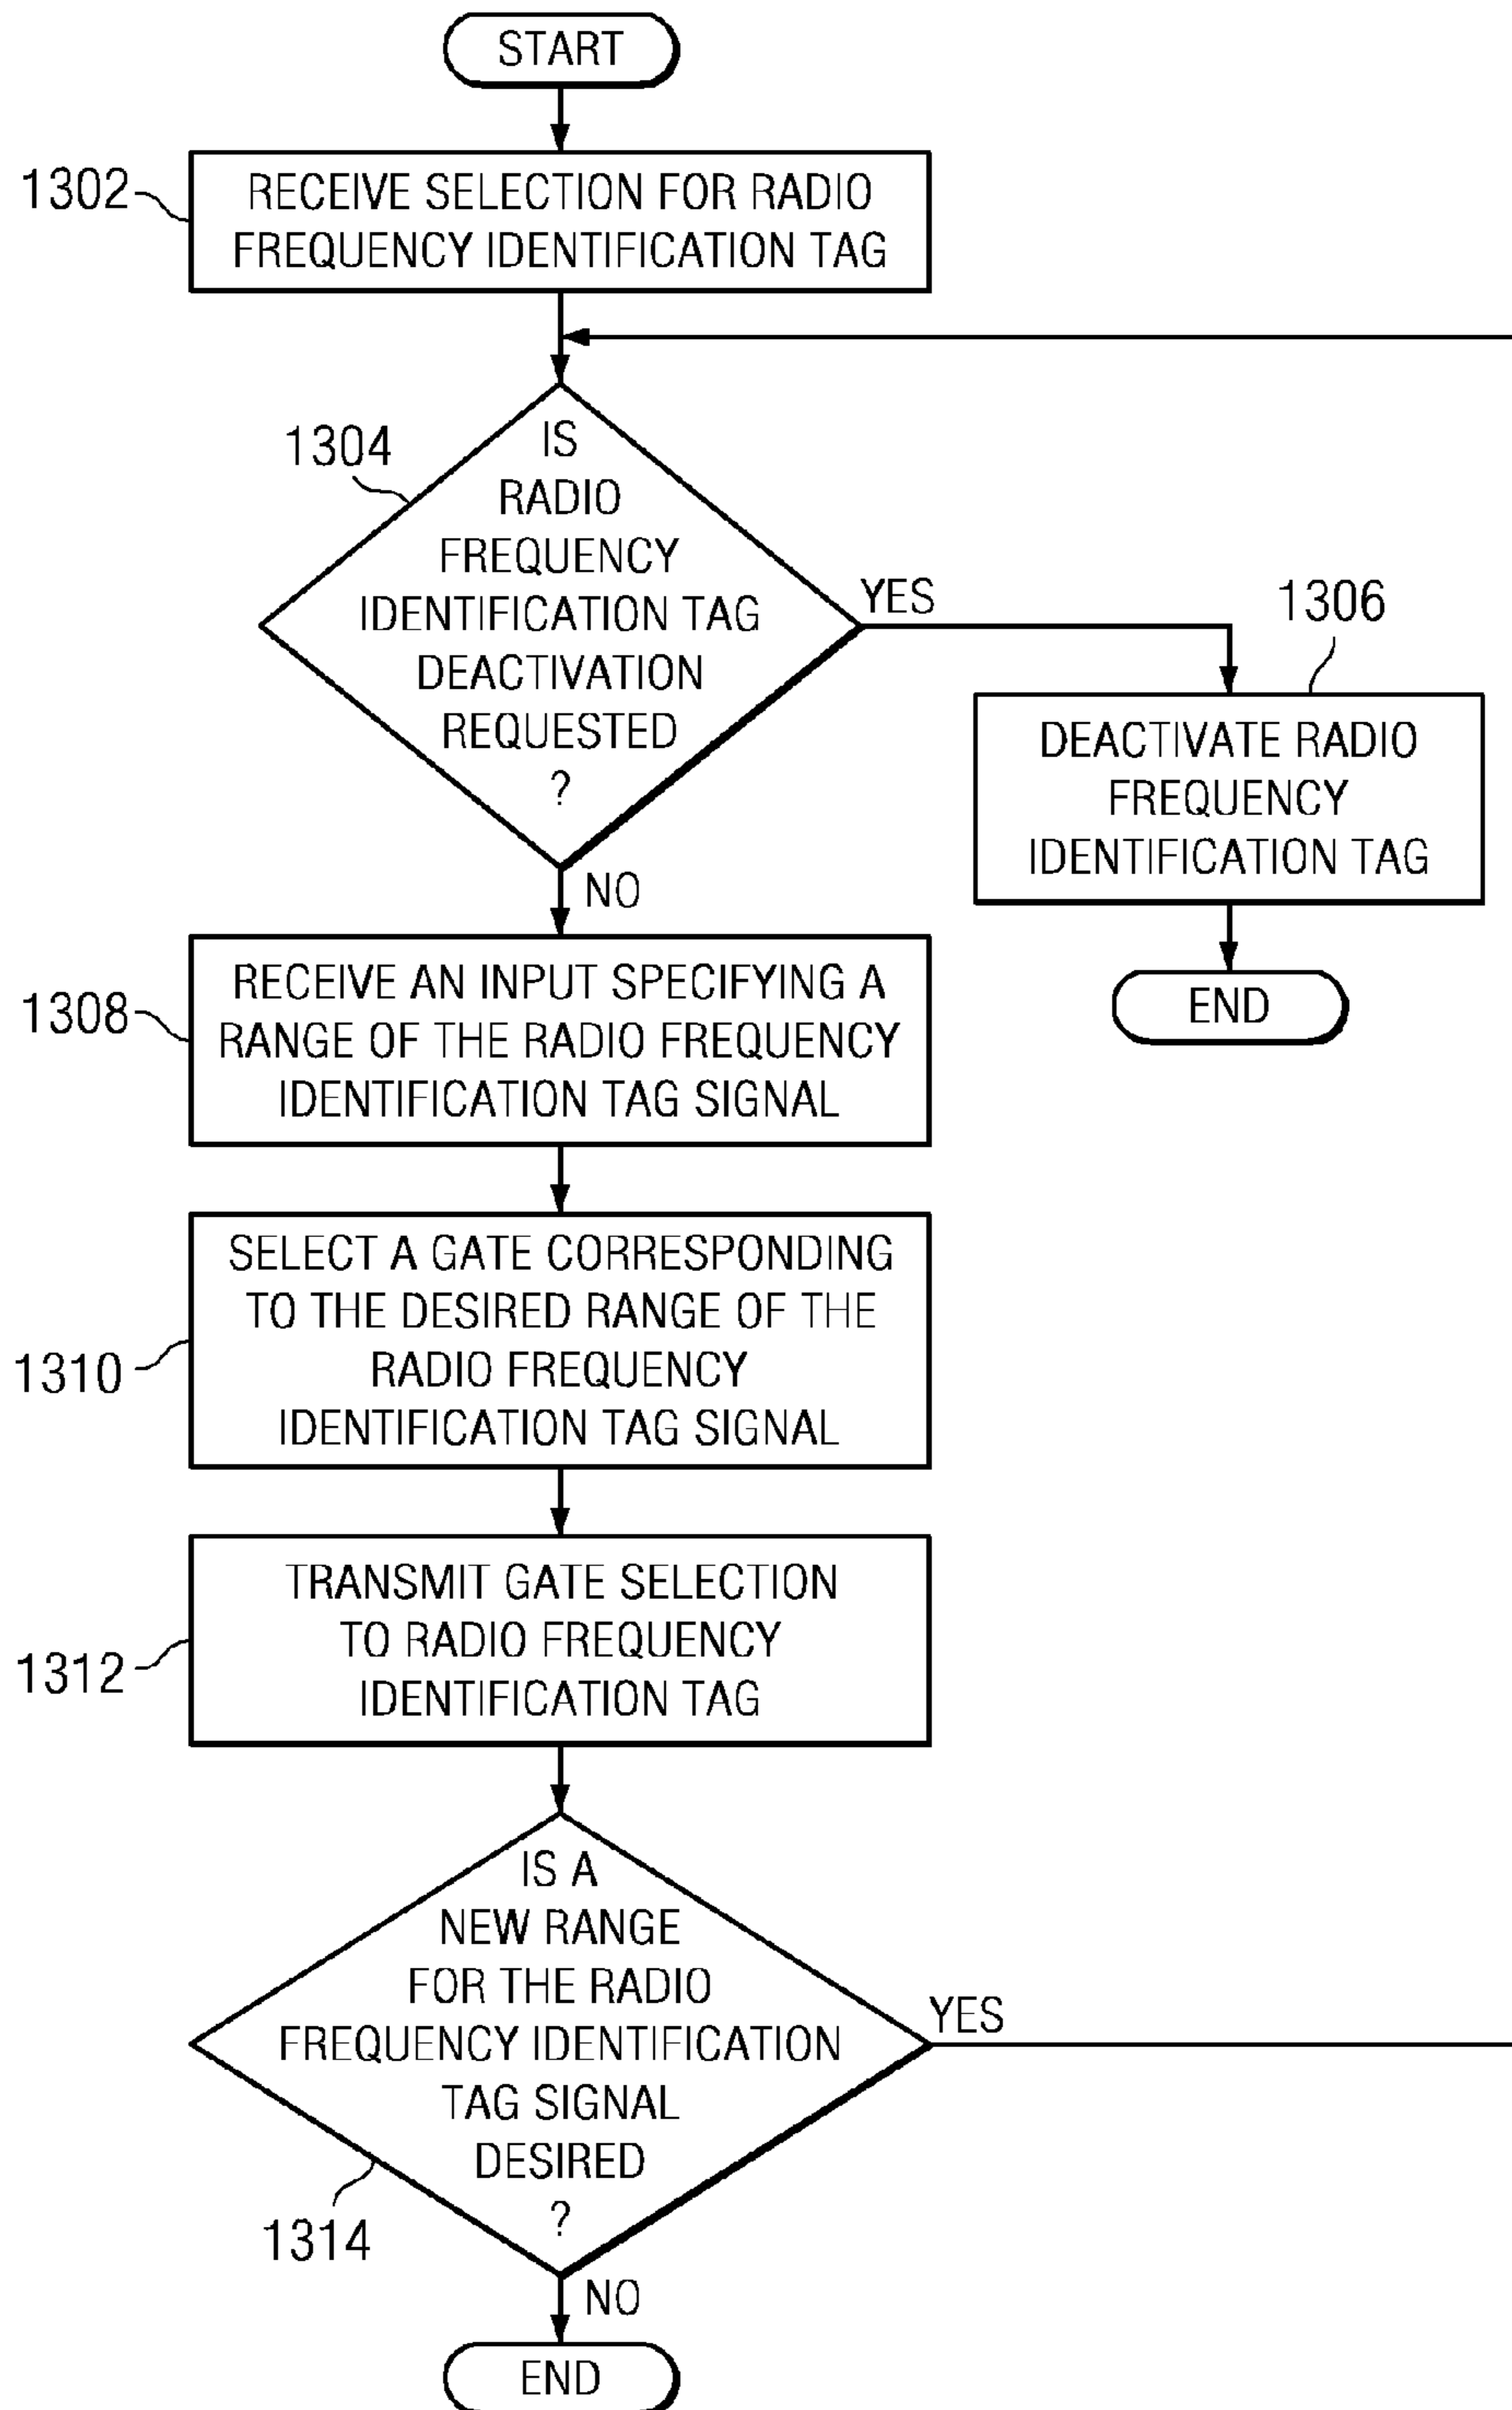 START
1302
RECEIVE SELECTION FOR RADIO
FREQUENCY IDENTIFICATION TAG
1304
IS
RADIO
FREQUENCY
IDENTIFICATION TAG
DEACTIVATION
REQUESTED
?
YES
1306
DEACTIVATE RADIO
FREQUENCY
IDENTIFICATION TAG
END
NO
1308
RECEIVE AN INPUT SPECIFYING A
RANGE OF THE RADIO FREQUENCY
IDENTIFICATION TAG SIGNAL
1310
SELECT A GATE CORRESPONDING
TO THE DESIRED RANGE OF THE
RADIO FREQUENCY
IDENTIFICATION TAG SIGNAL
1312
TRANSMIT GATE SELECTION
TO RADIO FREQUENCY
IDENTIFICATION TAG
1314
IS A
NEW RANGE
FOR THE RADIO
FREQUENCY IDENTIFICATION
TAG SIGNAL
DESIRED
?
YES
NO
END